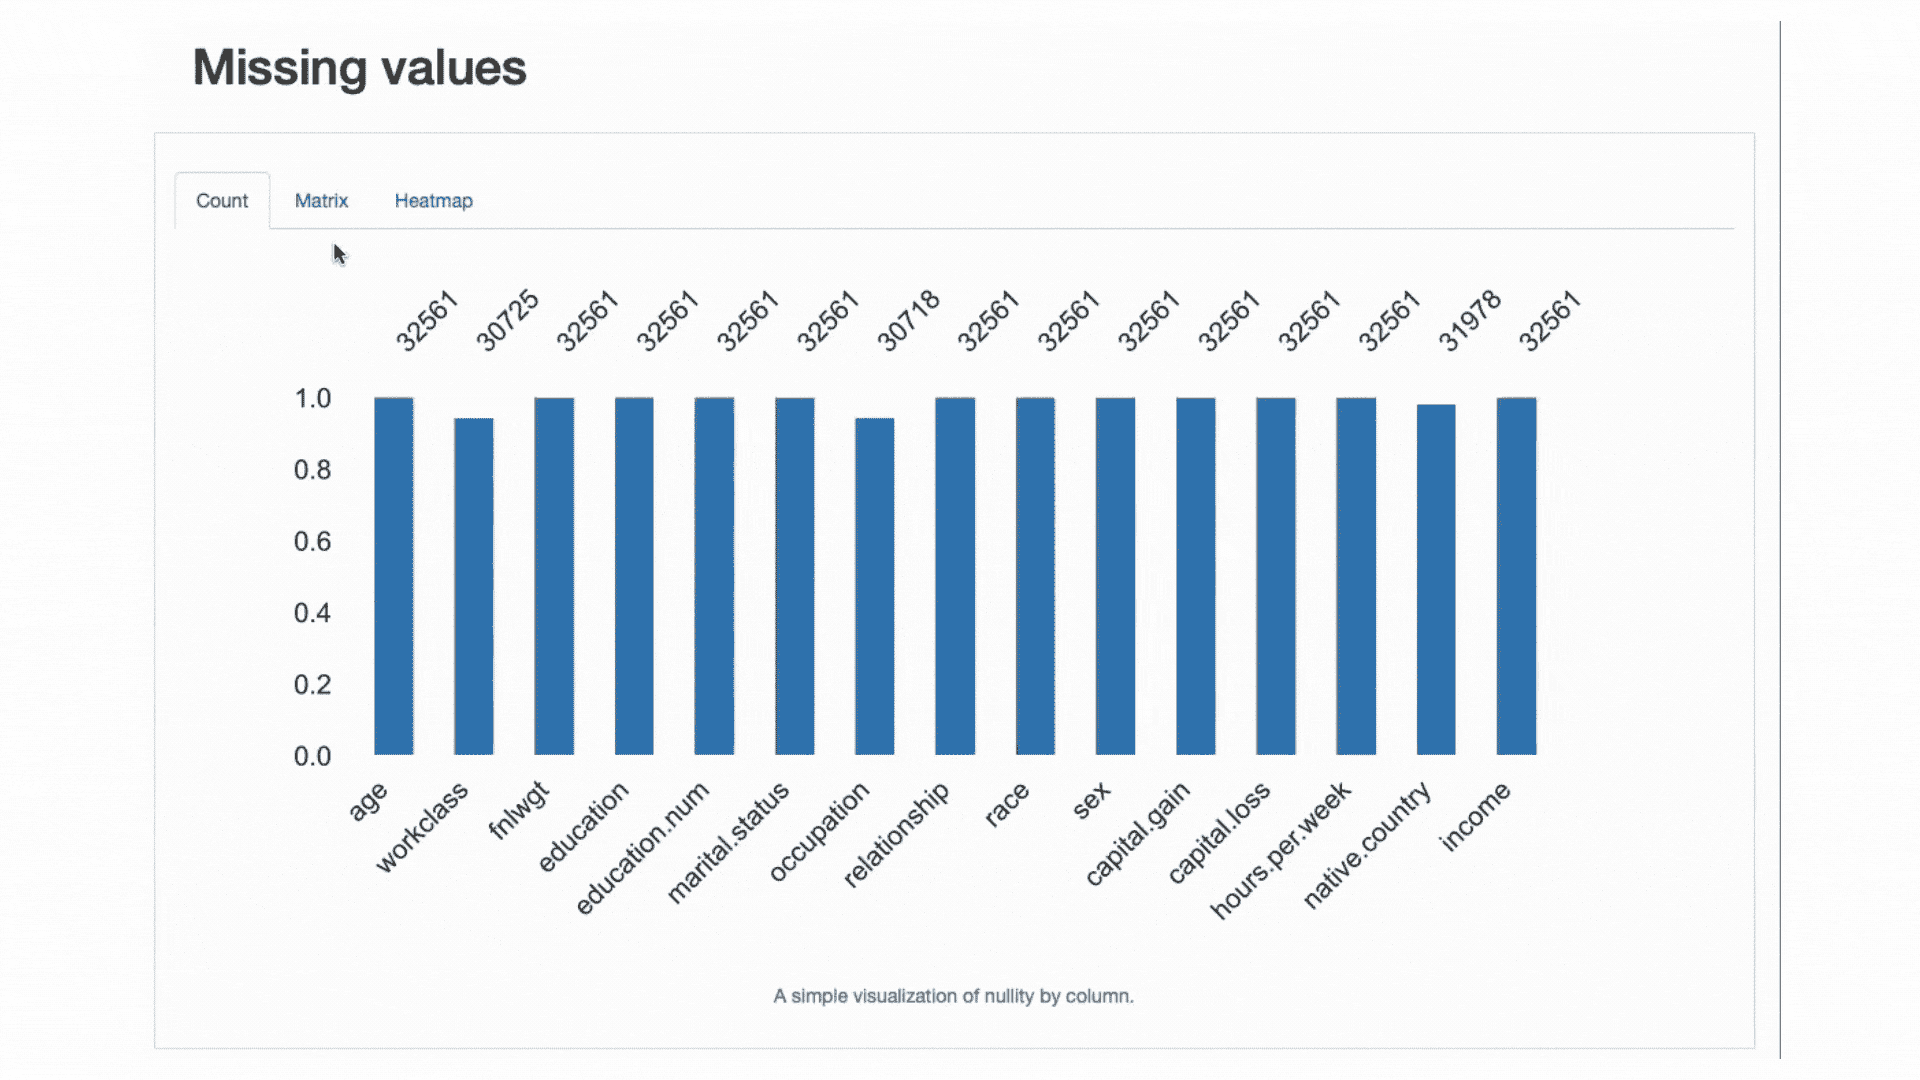 Missing values
Count Matrix Heatmap
32561 30725 32561 32561 32561 32561 30718 32561 32561 32561 32561 32561 32561 31978 32561
1.0
0.8
0.6
0.4
0.2
0.0
age workclass fnlwgt education education.num marital.status occupation relationship race sex capital.gain capital.loss hours.per.week native.country income
A simple visualization of nullity by column.